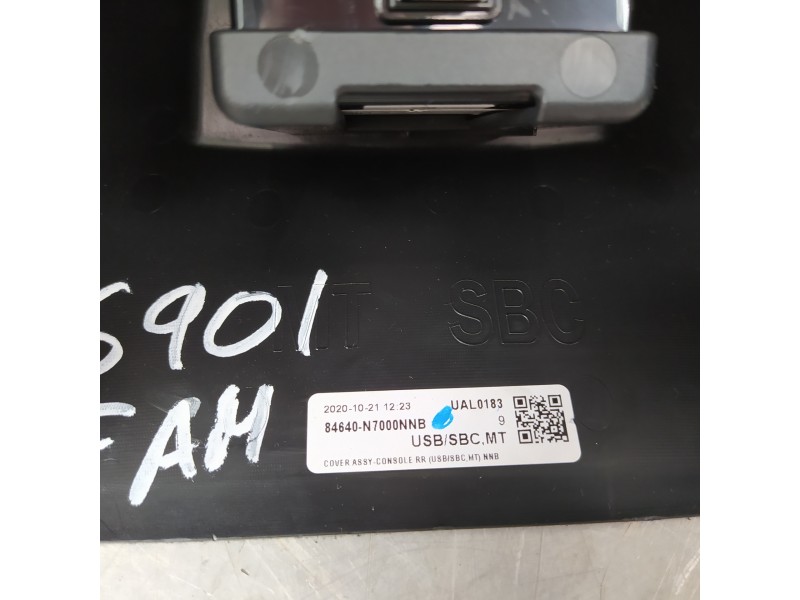 MT SBC
6901
FAH
2020-10-21 12:23 UAL0183
84640-N7000NNB 9
USB/SBC,MT
COVER ASSY-CONSOLE RR (USB/SBC,MT) NNB